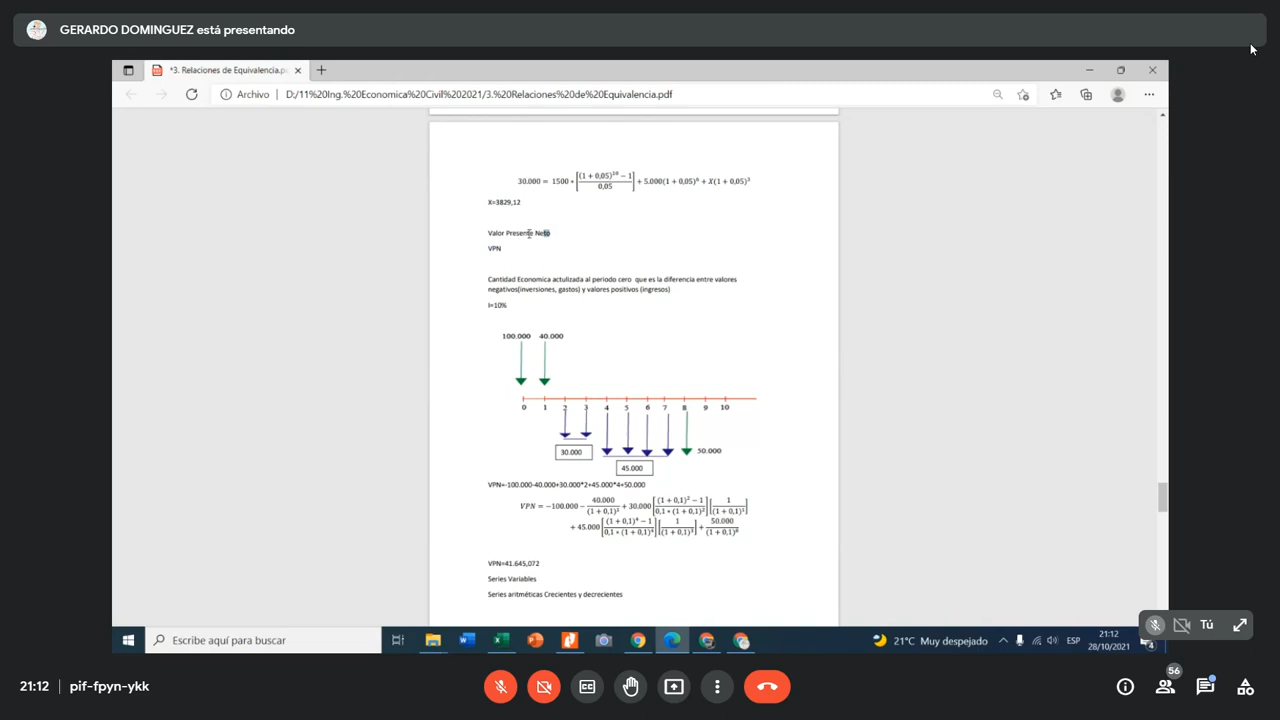 GERARDO DOMINGUEZ está presentando
*3. Relaciones de Equivalencia.pd
Archivo D:/11%20Ing.%20Economica%20Civil%202021/3.%20Relaciones%20de%20Equivalencia.pdf
30.000 = 1500 * [((1 + 0,05)^10 − 1)/0,05] + 5.000(1 + 0,05)^6 + X(1 + 0,05)^3
X=3829,12
Valor Presente Neto
VPN
Cantidad Economica actulizada al periodo cero que es la diferencia entre valores
negativos(inversiones, gastos) y valores positivos (ingresos)
I=10%
100.000 40.000
0 1 2 3 4 5 6 7 8 9 10
30.000
50.000
45.000
VPN=-100.000-40.000+30.000*2+45.000*4+50.000
VPN = −100.000 − 40.000/(1 + 0,1)^1 + 30.000[((1 + 0,1)^2 − 1)/(0,1 * (1 + 0,1)^2)][1/(1 + 0,1)^1]
+ 45.000[((1 + 0,1)^4 − 1)/(0,1 * (1 + 0,1)^4)][1/(1 + 0,1)^3] + 50.000/(1 + 0,1)^8
VPN=41.645,072
Series Variables
Series aritméticas Crecientes y decrecientes
Tú
Escribe aquí para buscar
21°C Muy despejado
ESP
21:12
28/10/2021
4
21:12 | pif-fpyn-ykk
56